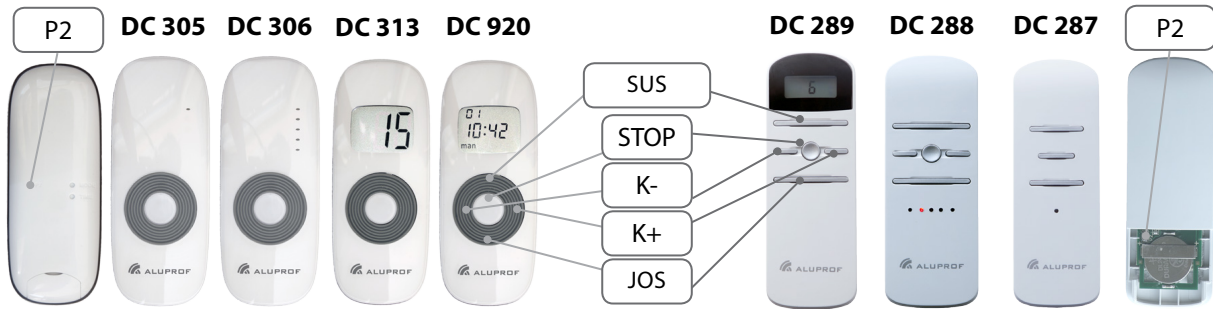 P2
DC 305
DC 306
DC 313
DC 920
DC 289
DC 288
DC 287
P2
SUS
STOP
K-
K+
JOS
15
01
10:42
man
6
ALUPROF
ALUPROF
ALUPROF
ALUPROF
ALUPROF
ALUPROF
ALUPROF